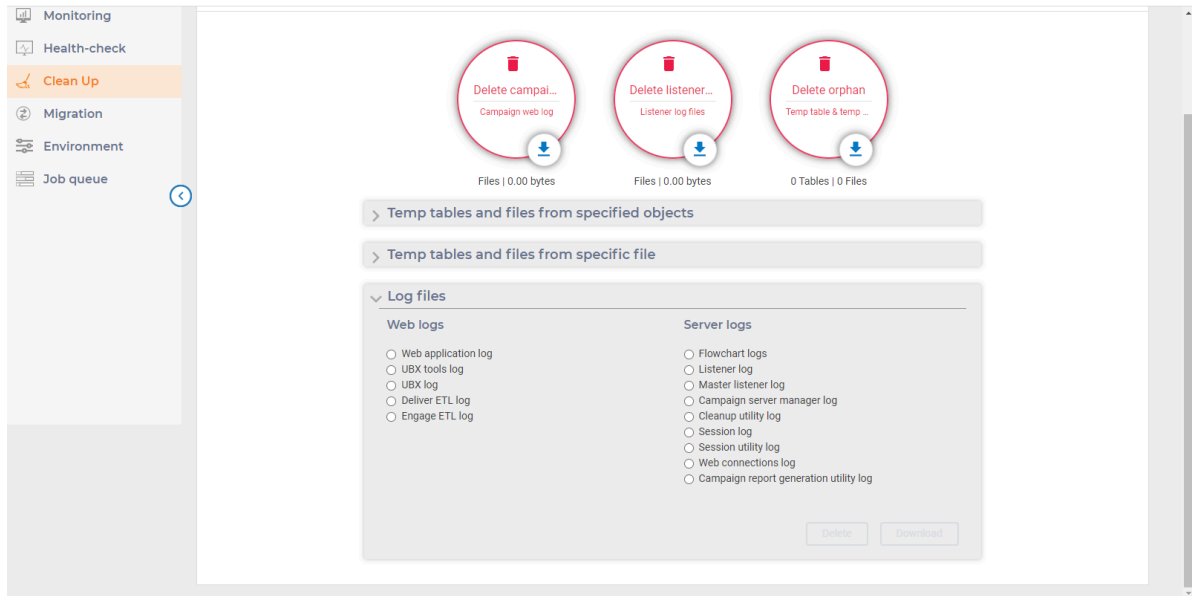 Monitoring
Health-check
Clean Up
Migration
Environment
Job queue
Delete campai...
Campaign web log
Files | 0.00 bytes
Delete listener...
Listener log files
Files | 0.00 bytes
Delete orphan
Temp table & temp ...
0 Tables | 0 Files
Temp tables and files from specified objects
Temp tables and files from specific file
Log files
Web logs
Web application log
UBX tools log
UBX log
Deliver ETL log
Engage ETL log
Server logs
Flowchart logs
Listener log
Master listener log
Campaign server manager log
Cleanup utility log
Session log
Session utility log
Web connections log
Campaign report generation utility log
Delete
Download